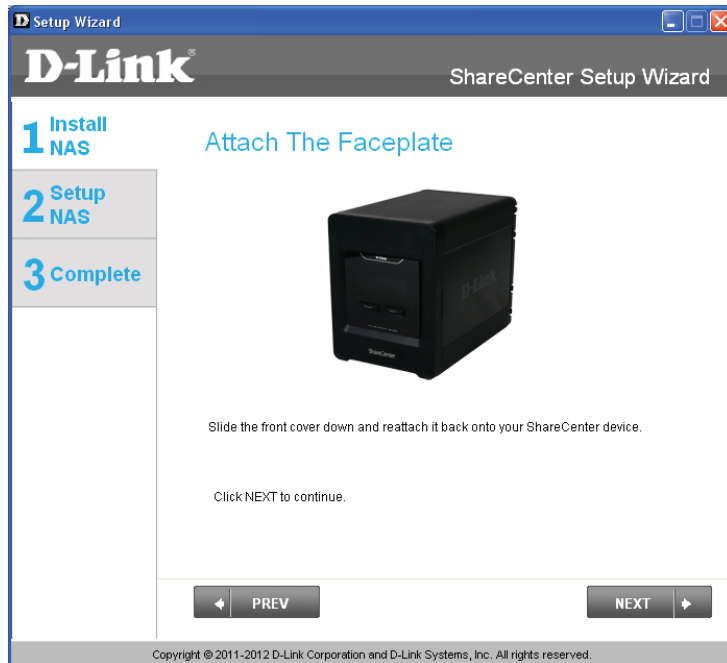 Setup Wizard
D-Link®
ShareCenter Setup Wizard
1 Install NAS
2 Setup NAS
3 Complete
Attach The Faceplate
D-Link
ShareCenter
Slide the front cover down and reattach it back onto your ShareCenter device.
Click NEXT to continue.
PREV
NEXT
Copyright © 2011-2012 D-Link Corporation and D-Link Systems, Inc. All rights reserved.